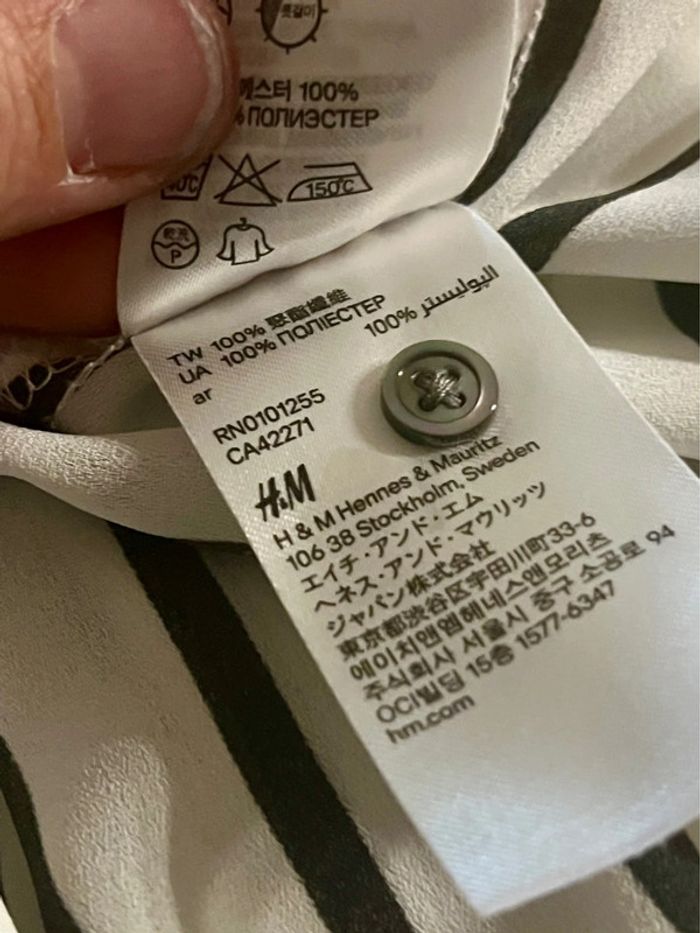 에스터 100%
ПОЛИЭСТЕР
150°C
P
TW 100% 聚酯纖維
UA 100% ПОЛІЕСТЕР
ar 100% البوليستر
RN0101255
CA42271
H&M
H & M Hennes & Mauritz
106 38 Stockholm, Sweden
エイチ・アンド・エム
ヘネス・アンド・マウリッツ
ジャパン株式会社
東京都渋谷区宇田川町33-6
에이치앤엠헤네스앤모리츠
주식회사 서울시 중구 소공로 94
OCI빌딩 15층 1577-6347
hm.com